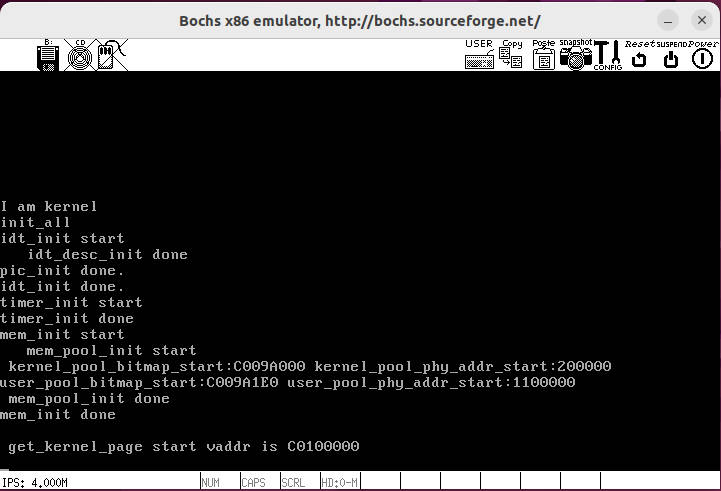 Bochs x86 emulator, http://bochs.sourceforge.net/
B: CD USER Copy Paste snapshot CONFIG Reset SUSPEND Power
I am kernel
init_all
idt_init start
idt_desc_init done
pic_init done.
idt_init done.
timer_init start
timer_init done
mem_init start
mem_pool_init start
kernel_pool_bitmap_start:C009A000 kernel_pool_phy_addr_start:200000
user_pool_bitmap_start:C009A1E0 user_pool_phy_addr_start:1100000
mem_pool_init done
mem_init done
get_kernel_page start vaddr is C0100000
IPS: 4.000M NUM CAPS SCRL HD:0-M